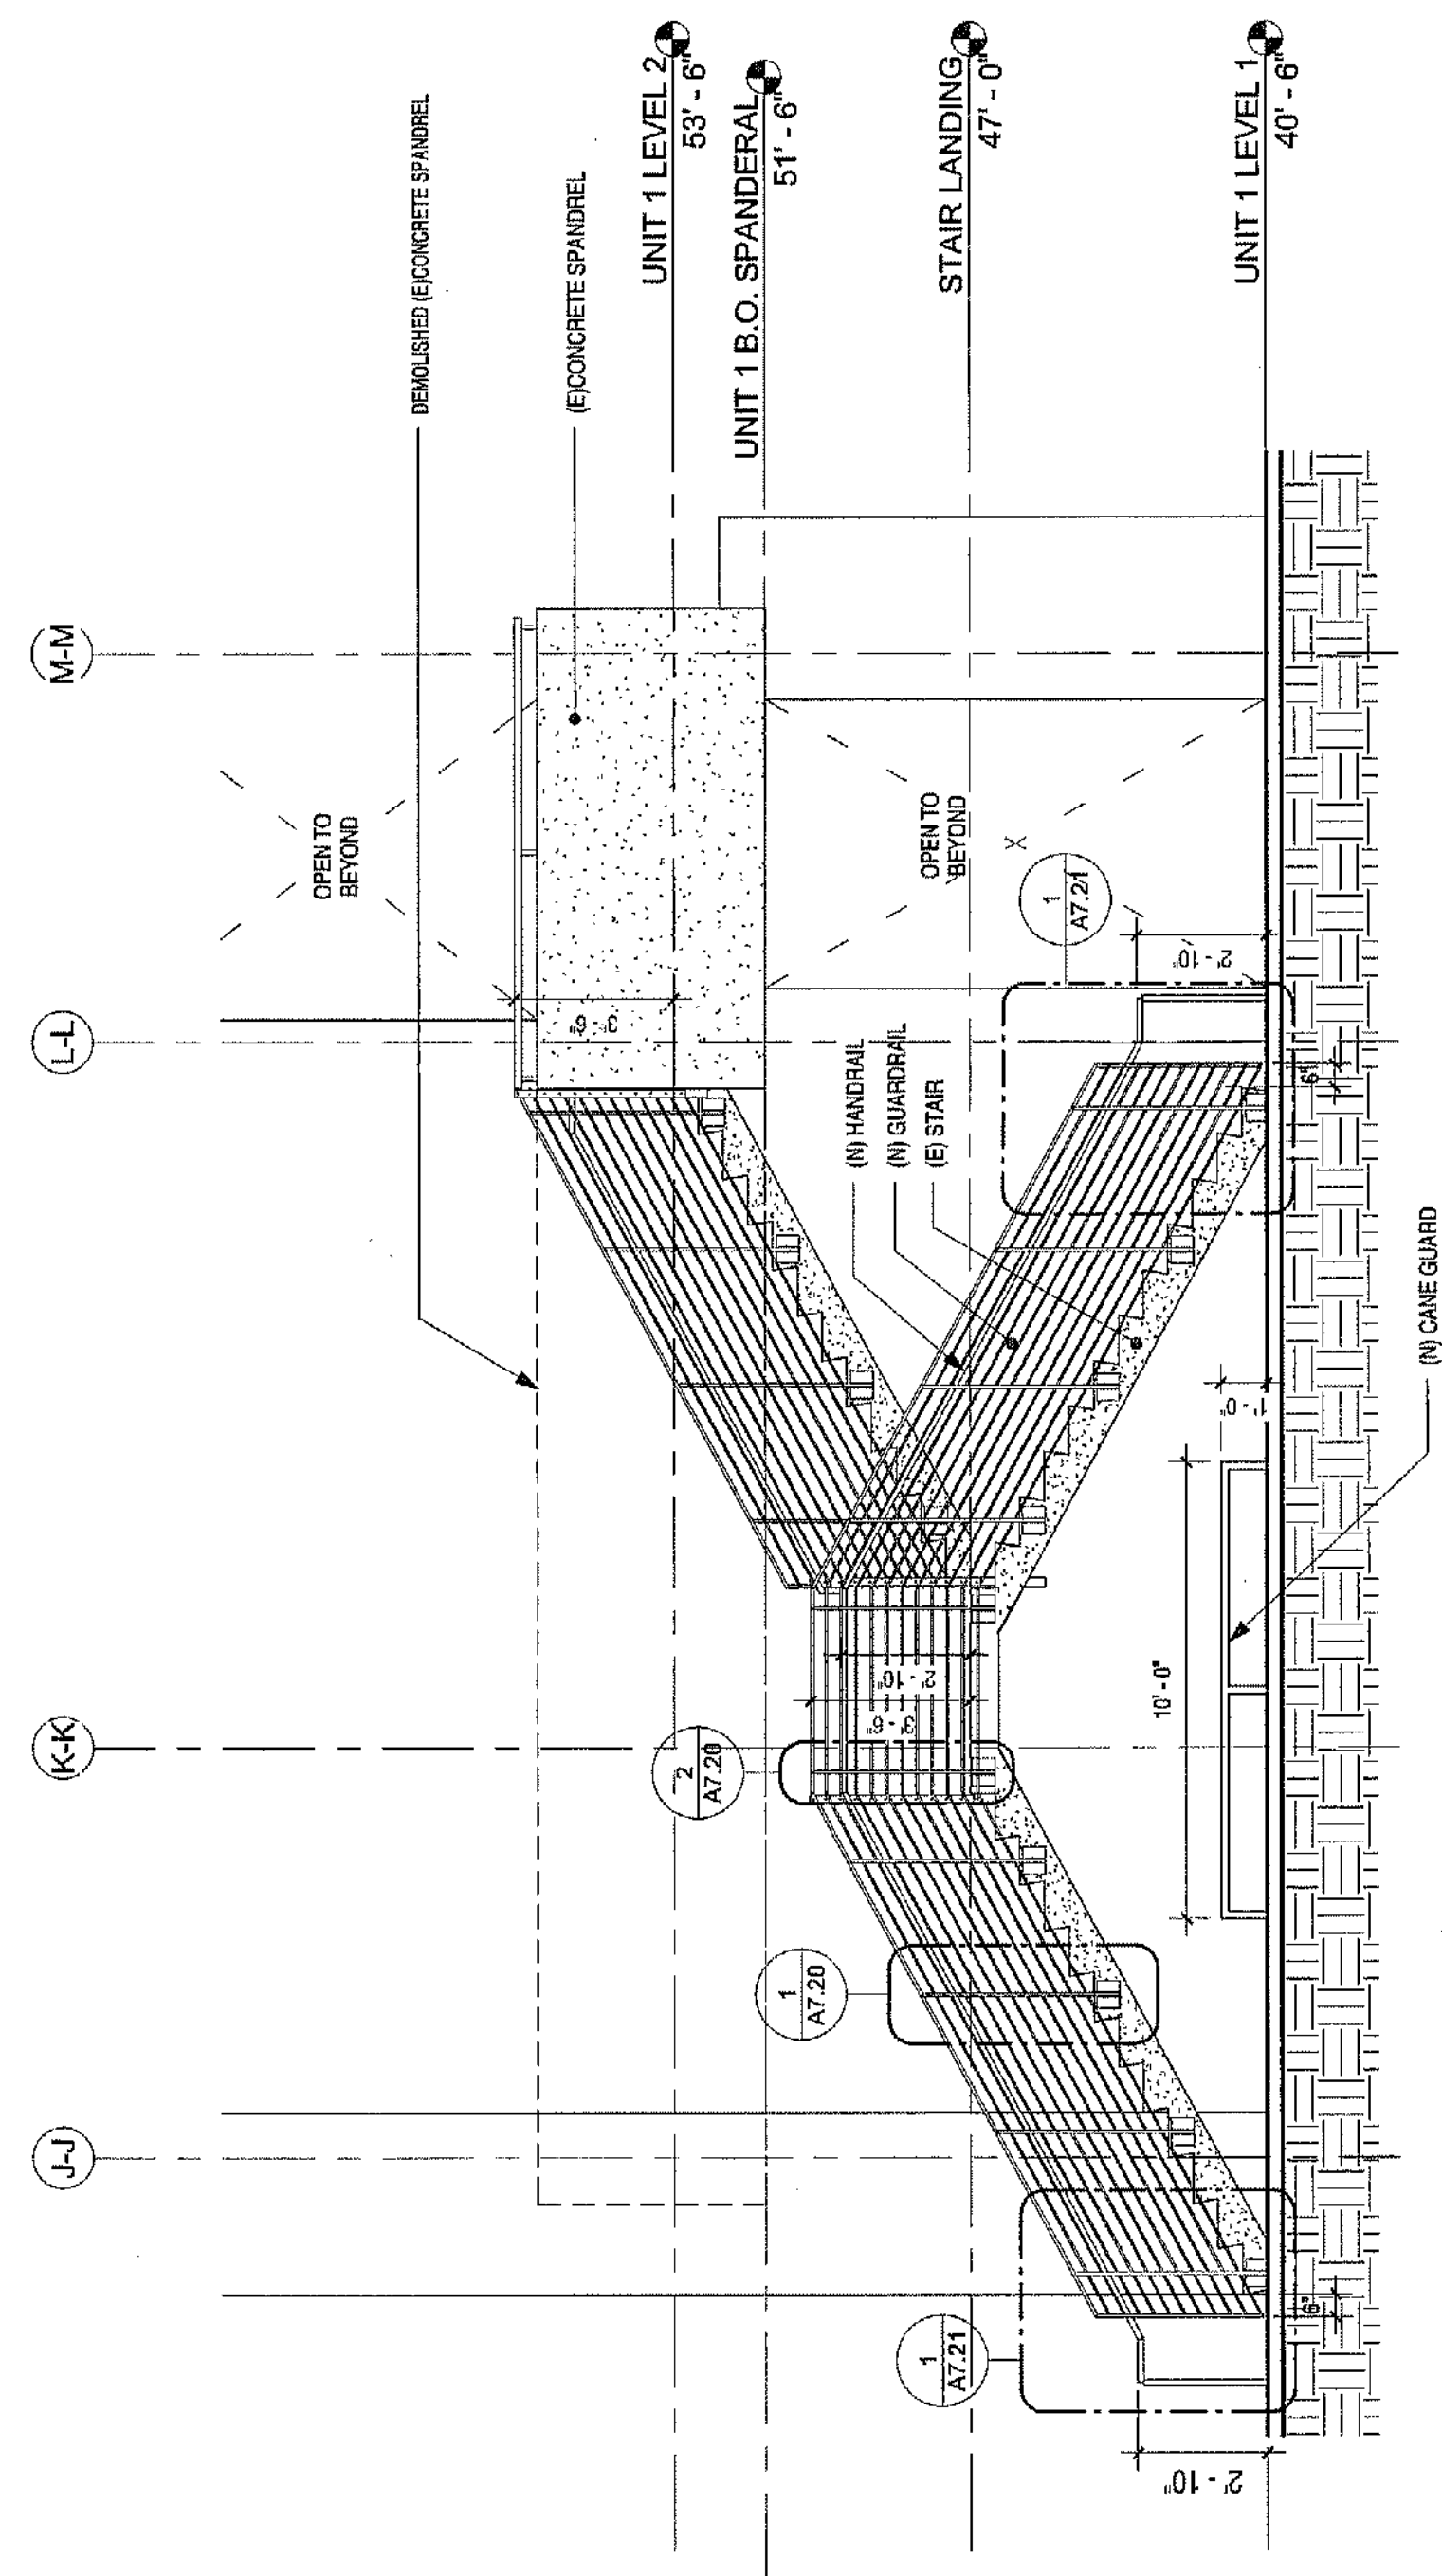 J-J
K-K
L-L
M-M
DEMOLISHED (E)CONCRETE SPANDREL
(E)CONCRETE SPANDREL
OPEN TO
BEYOND
UNIT 1 LEVEL 2
53' - 6"
UNIT 1 B.O. SPANDERAL
51' - 6"
STAIR LANDING
47' - 0"
UNIT 1 LEVEL 1
40' - 6"
3' - 6"
2
A7.20
1
A7.20
1
A7.21
3' - 6"
2' - 10"
(N) HANDRAIL
(N) GUARDRAIL
(E) STAIR
OPEN TO
BEYOND
1
A7.21
2' - 10"
2' - 10"
6"
10' - 0"
1' - 0"
6"
(N) CANE GUARD